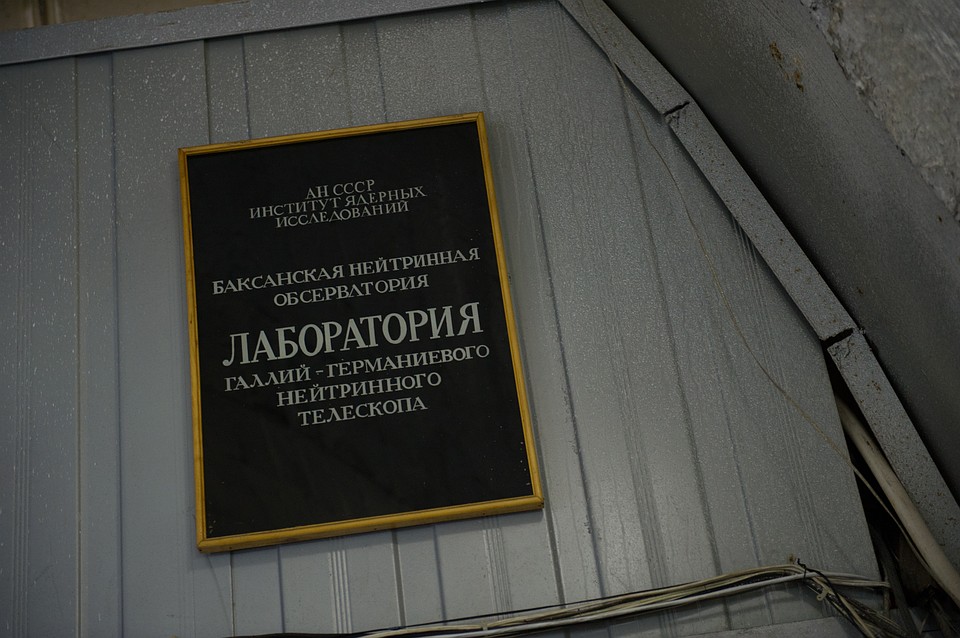 АН СССР
ИНСТИТУТ ЯДЕРНЫХ
ИССЛЕДОВАНИЙ
БАКСАНСКАЯ НЕЙТРИННАЯ
ОБСЕРВАТОРИЯ
ЛАБОРАТОРИЯ
ГАЛЛИЙ - ГЕРМАНИЕВОГО
НЕЙТРИННОГО
ТЕЛЕСКОПА